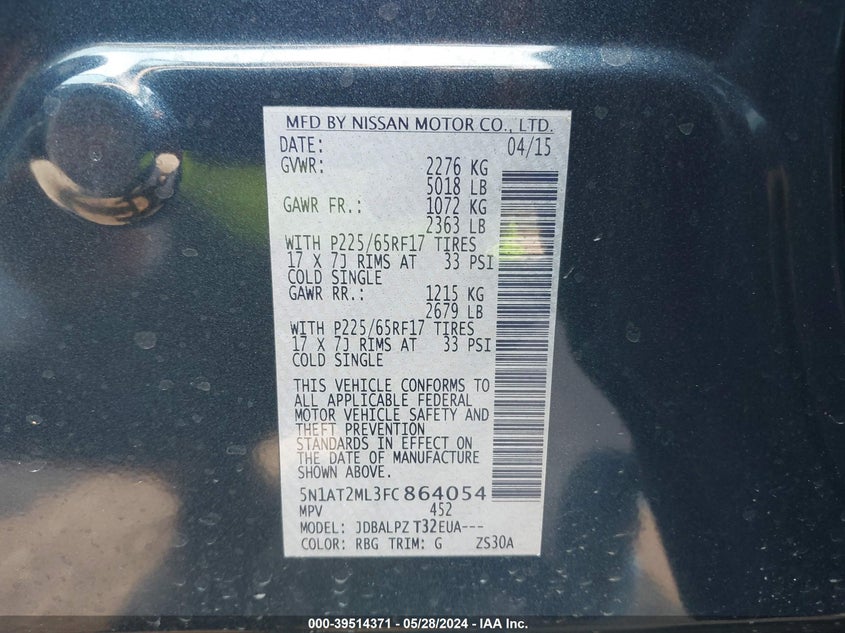 MFD BY NISSAN MOTOR CO., LTD.
DATE: 04/15
GVWR: 2276 KG
5018 LB
GAWR FR.: 1072 KG
2363 LB
WITH P225/65RF17 TIRES
17 X 7J RIMS AT 33 PSI
COLD SINGLE
GAWR RR.: 1215 KG
2679 LB
WITH P225/65RF17 TIRES
17 X 7J RIMS AT 33 PSI
COLD SINGLE
THIS VEHICLE CONFORMS TO
ALL APPLICABLE FEDERAL
MOTOR VEHICLE SAFETY AND
THEFT PREVENTION
STANDARDS IN EFFECT ON
THE DATE OF MANUFACTURE
SHOWN ABOVE.
5N1AT2ML3FC864054
MPV 452
MODEL: JDBALPZ T32EUA---
COLOR: RBG TRIM: G ZS30A
000-39514371 - 05/28/2024 - IAA Inc.